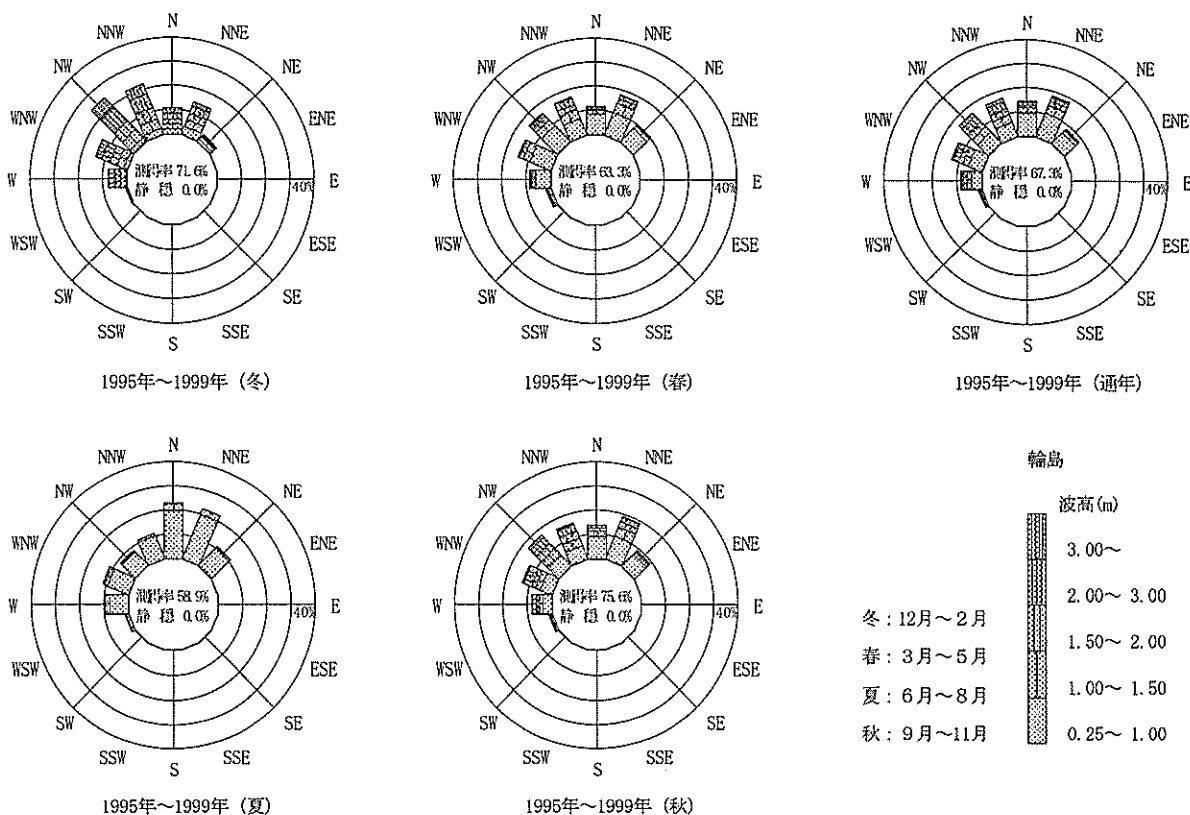 N
NNW
NNE
NW
NE
WNW
ENE
測得率 71.6%
静 穏 0.0%
W
40%
E
WSW
ESE
SW
SE
SSW
SSE
S
1995年～1999年 (冬)
N
NNW
NNE
NW
NE
WNW
ENE
測得率 63.3%
静 穏 0.0%
W
40%
E
WSW
ESE
SW
SE
SSW
SSE
S
1995年～1999年 (春)
N
NNW
NNE
NW
NE
WNW
ENE
測得率 67.3%
静 穏 0.0%
W
40%
E
WSW
ESE
SW
SE
SSW
SSE
S
1995年～1999年 (通年)
N
NNW
NNE
NW
NE
WNW
ENE
測得率 58.9%
静 穏 0.0%
W
40%
E
WSW
ESE
SW
SE
SSW
SSE
S
1995年～1999年 (夏)
N
NNW
NNE
NW
NE
WNW
ENE
測得率 75.6%
静 穏 0.0%
W
40%
E
WSW
ESE
SW
SE
SSW
SSE
S
1995年～1999年 (秋)
冬：12月～2月
春：3月～5月
夏：6月～8月
秋：9月～11月
輪島
波高(m)
3.00～
2.00～ 3.00
1.50～ 2.00
1.00～ 1.50
0.25～ 1.00